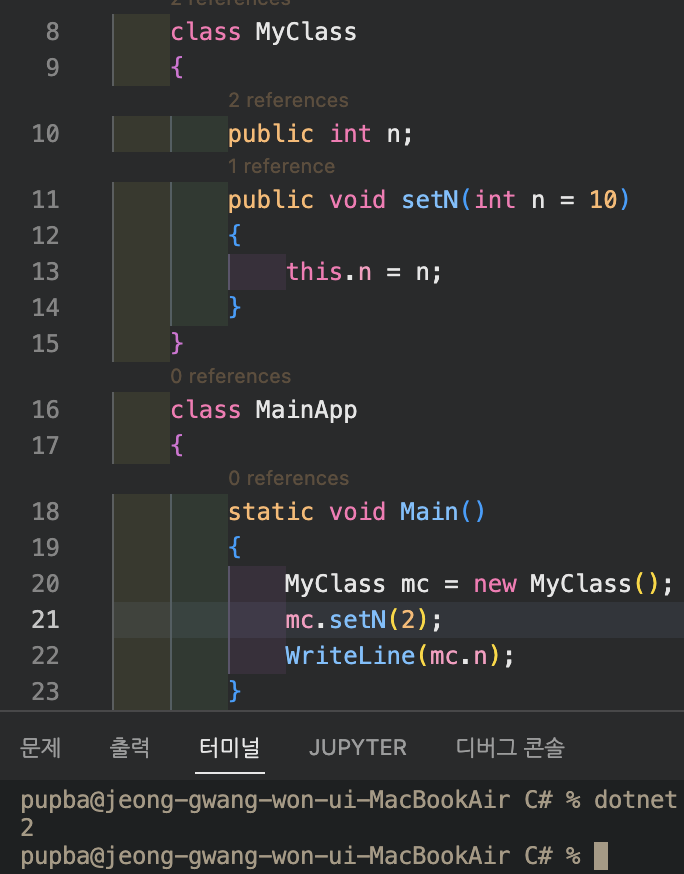 2 references
8 class MyClass
9 {
2 references
10 public int n;
1 reference
11 public void setN(int n = 10)
12 {
13 this.n = n;
14 }
15 }
0 references
16 class MainApp
17 {
0 references
18 static void Main()
19 {
20 MyClass mc = new MyClass();
21 mc.setN(2);
22 WriteLine(mc.n);
23 }
문제 출력 터미널 JUPYTER 디버그 콘솔
pupba@jeong-gwang-won-ui-MacBookAir C# % dotnet
2
pupba@jeong-gwang-won-ui-MacBookAir C# %